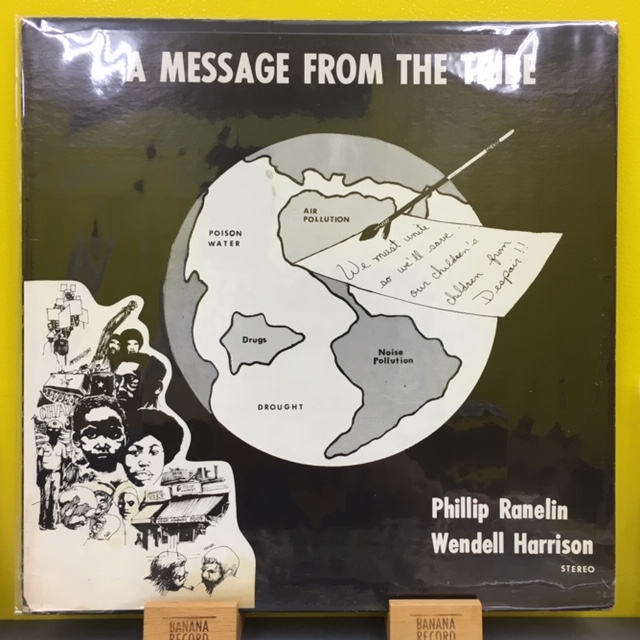 A MESSAGE FROM THE TRIBE
AIR
POLLUTION
POISON
WATER
We must unite
so we'll save
our children's
children from
Despair!!
Drugs
Noise
Pollution
DROUGHT
Phillip Ranelin
Wendell Harrison
STEREO
BANANA
RECORD
BANANA
RECORD